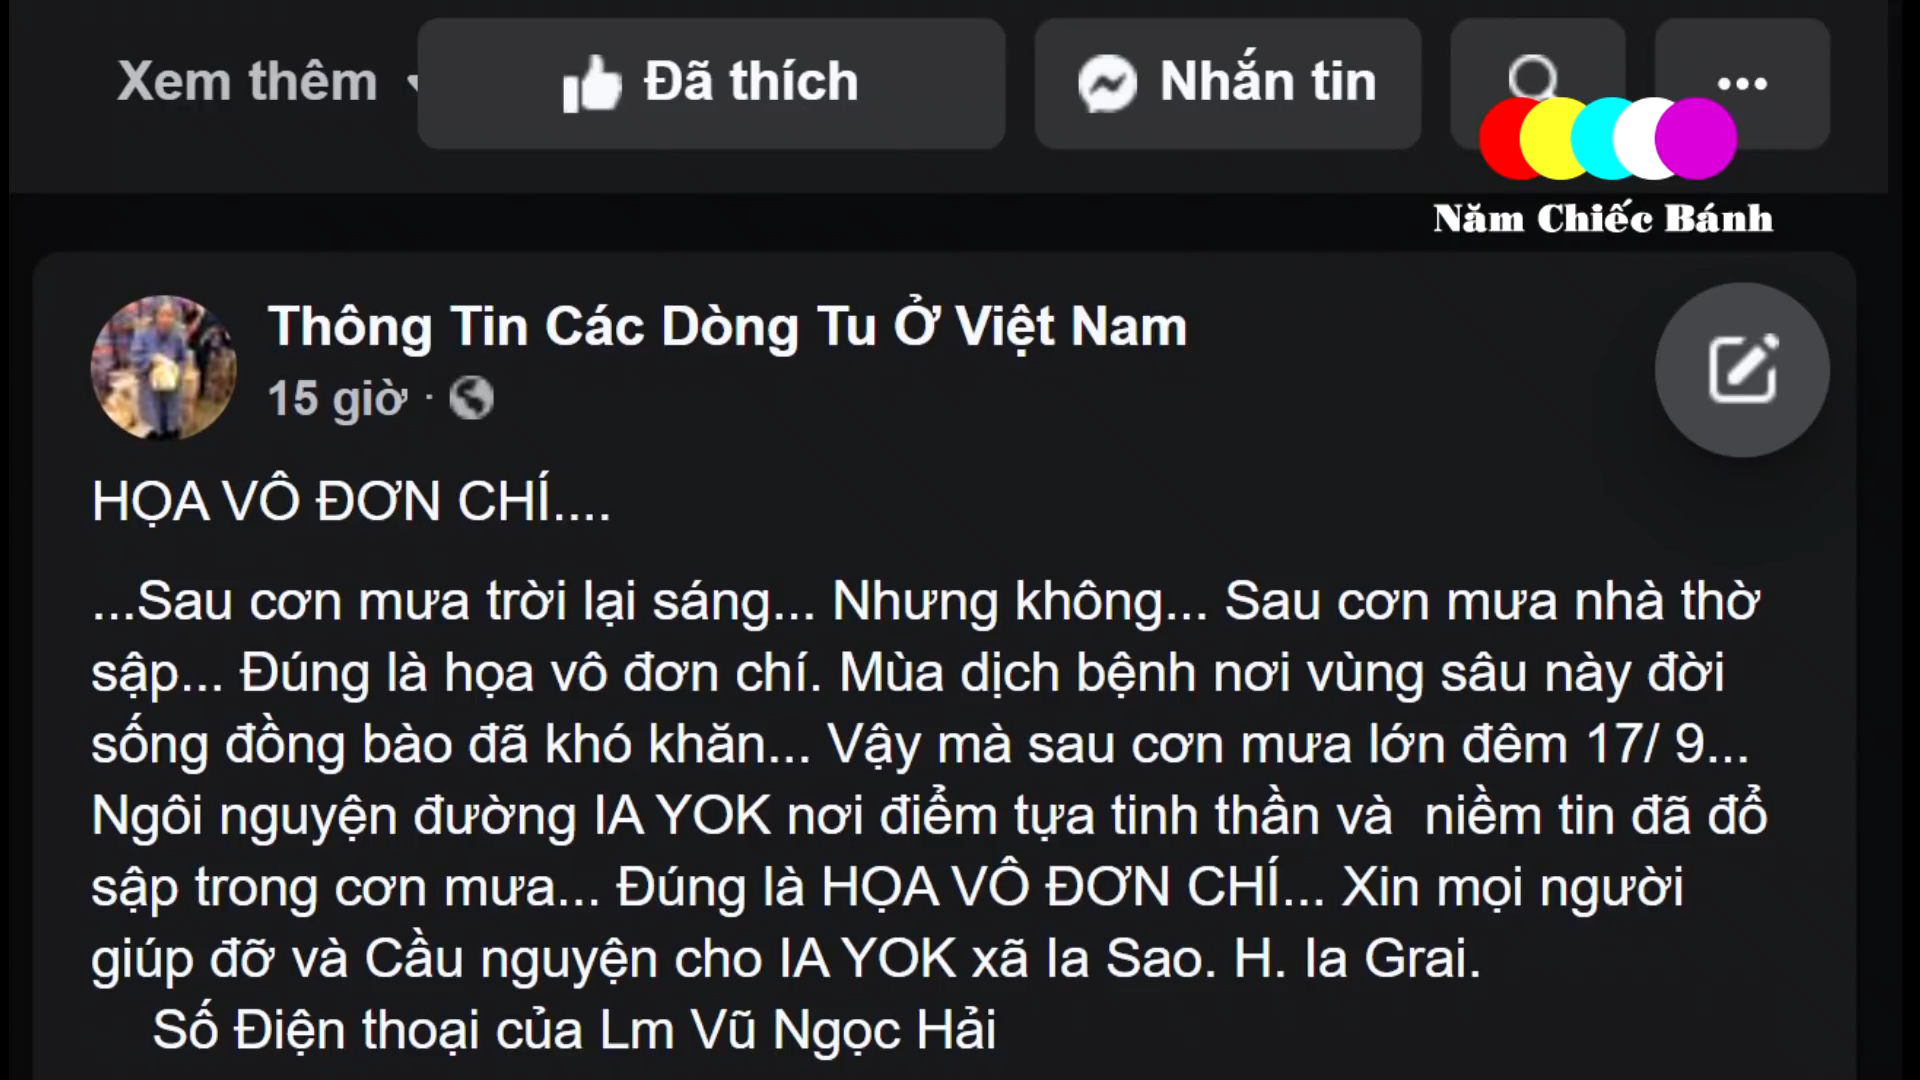 Xem thêm
Đã thích
Nhắn tin
Năm Chiếc Bánh
Thông Tin Các Dòng Tu Ở Việt Nam
15 giờ ·
HỌA VÔ ĐƠN CHÍ....
...Sau cơn mưa trời lại sáng... Nhưng không... Sau cơn mưa nhà thờ
sập... Đúng là họa vô đơn chí. Mùa dịch bệnh nơi vùng sâu này đời
sống đồng bào đã khó khăn... Vậy mà sau cơn mưa lớn đêm 17/ 9...
Ngôi nguyện đường IA YOK nơi điểm tựa tinh thần và  niềm tin đã đổ
sập trong cơn mưa... Đúng là HỌA VÔ ĐƠN CHÍ... Xin mọi người
giúp đỡ và Cầu nguyện cho IA YOK xã Ia Sao. H. Ia Grai.
Số Điện thoại của Lm Vũ Ngọc Hải